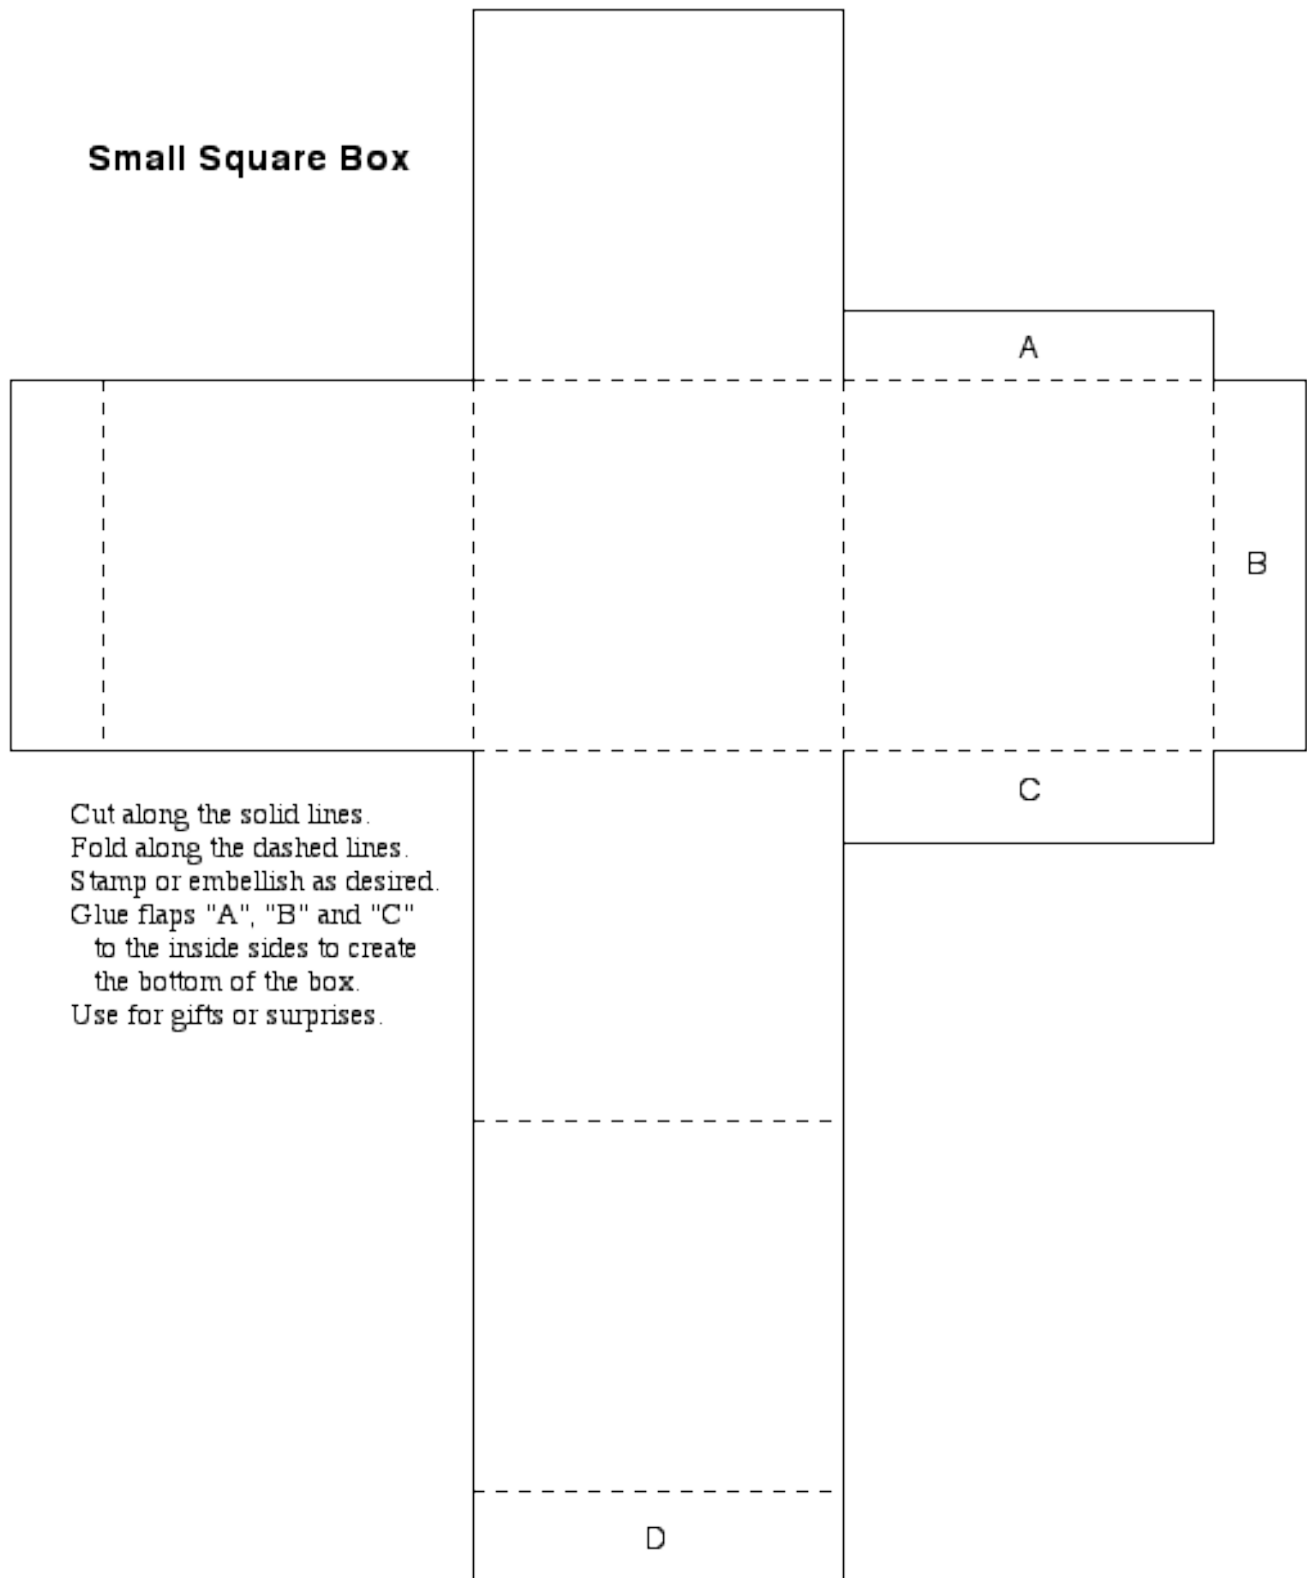 Small Square Box
A
B
C
Cut along the solid lines.
Fold along the dashed lines.
Stamp or embellish as desired.
Glue flaps "A", "B" and "C"
to the inside sides to create
the bottom of the box.
Use for gifts or surprises.
D